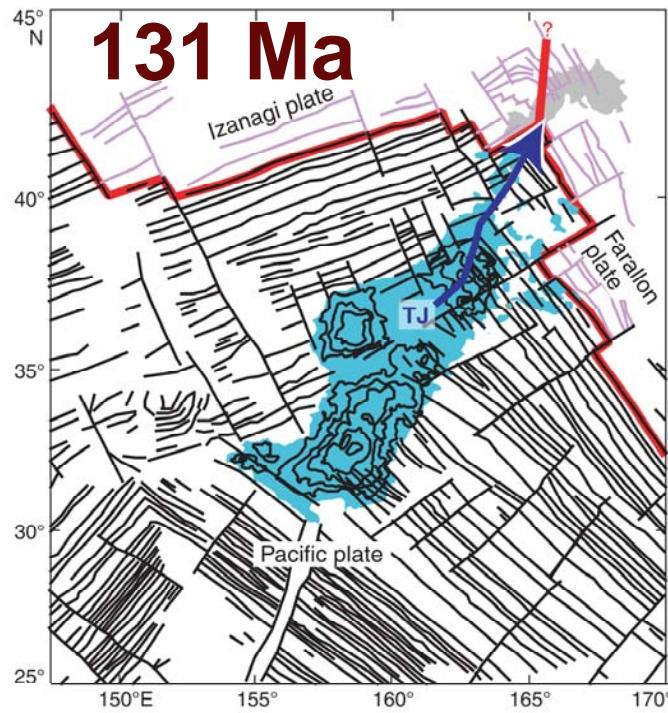 45°
N
131 Ma
?
Izanagi plate
40°
Farallon
plate
TJ
35°
30°
Pacific plate
25°
150°E
155°
160°
165°
170°